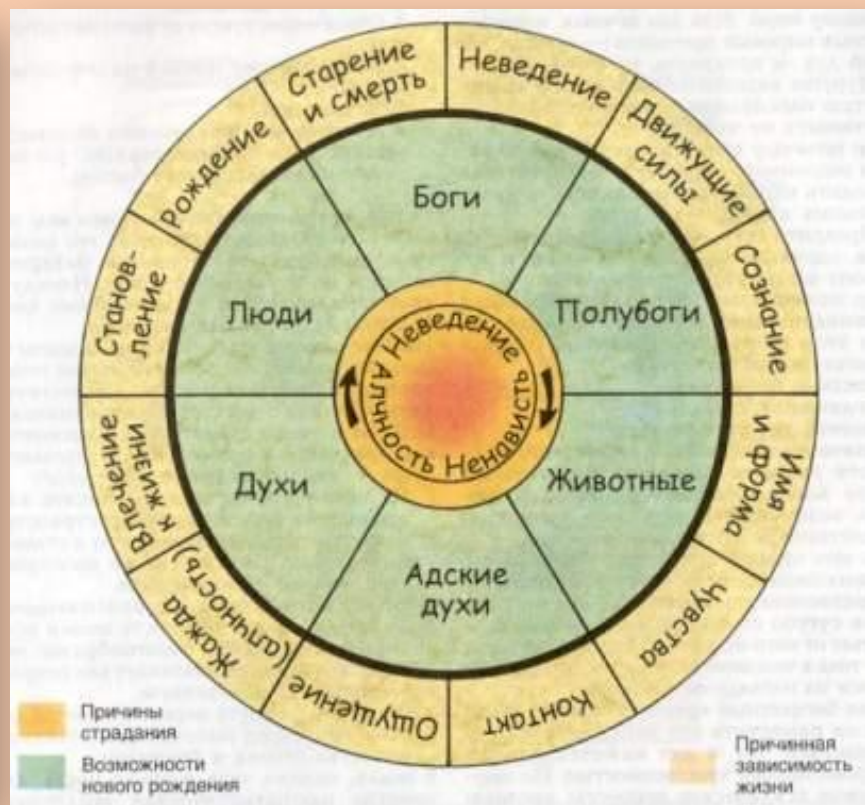 Старение
и смерть
Неведение
Движущие
силы
Сознание
Имя
и форма
Чувства
Контакт
Ощущение
Жажда
(алчность)
Влечение
к жизни
Станов-
ление
Рождение
Боги
Полубоги
Животные
Адские
духи
Духи
Люди
Неведение
Ненависть
Алчность
Причины
страдания
Возможности
нового рождения
Причинная
зависимость
жизни